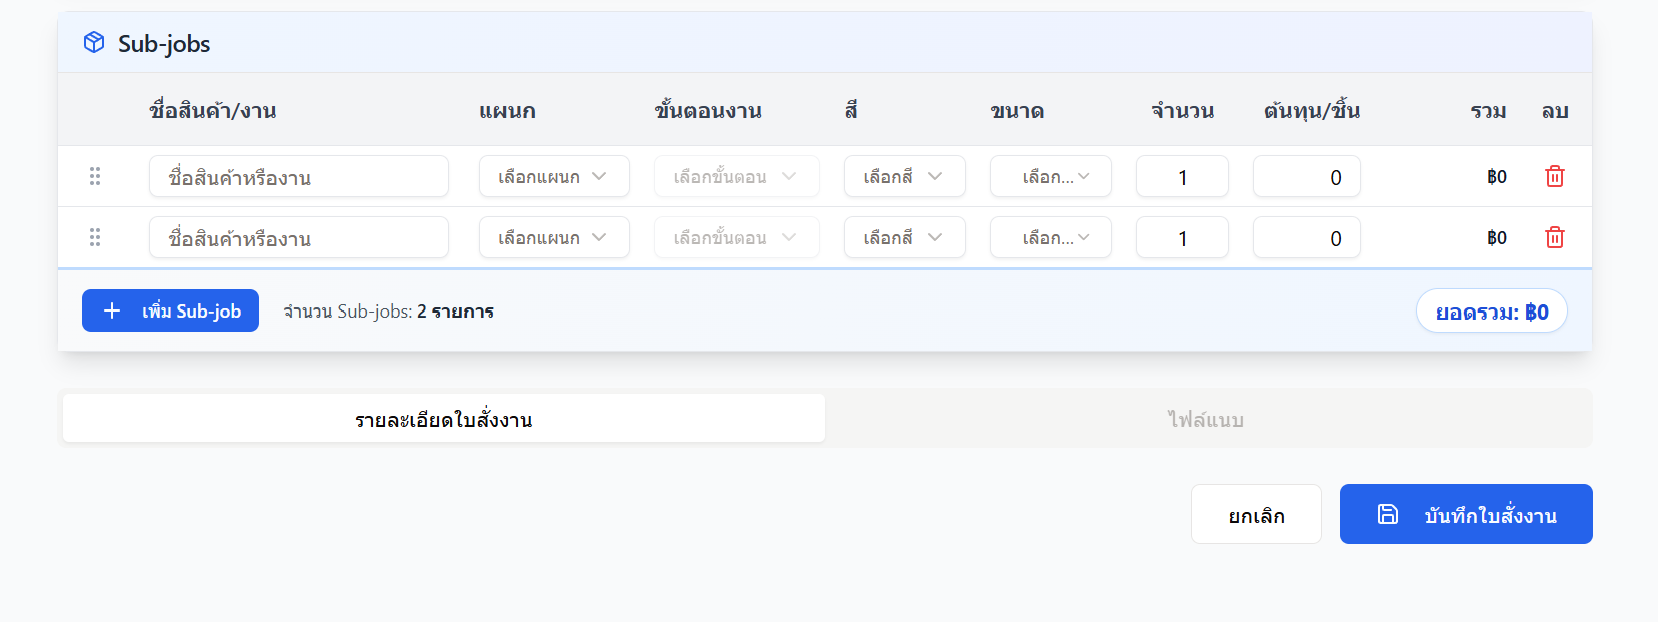 Sub-jobs
ชื่อสินค้า/งาน แผนก ขั้นตอนงาน สี ขนาด จำนวน ต้นทุน/ชิ้น รวม ลบ
ชื่อสินค้าหรืองาน เลือกแผนก เลือกขั้นตอน เลือกสี เลือก... 1 0 ฿0
ชื่อสินค้าหรืองาน เลือกแผนก เลือกขั้นตอน เลือกสี เลือก... 1 0 ฿0
เพิ่ม Sub-job จำนวน Sub-jobs: 2 รายการ ยอดรวม: ฿0
รายละเอียดใบสั่งงาน ไฟล์แนบ
ยกเลิก บันทึกใบสั่งงาน